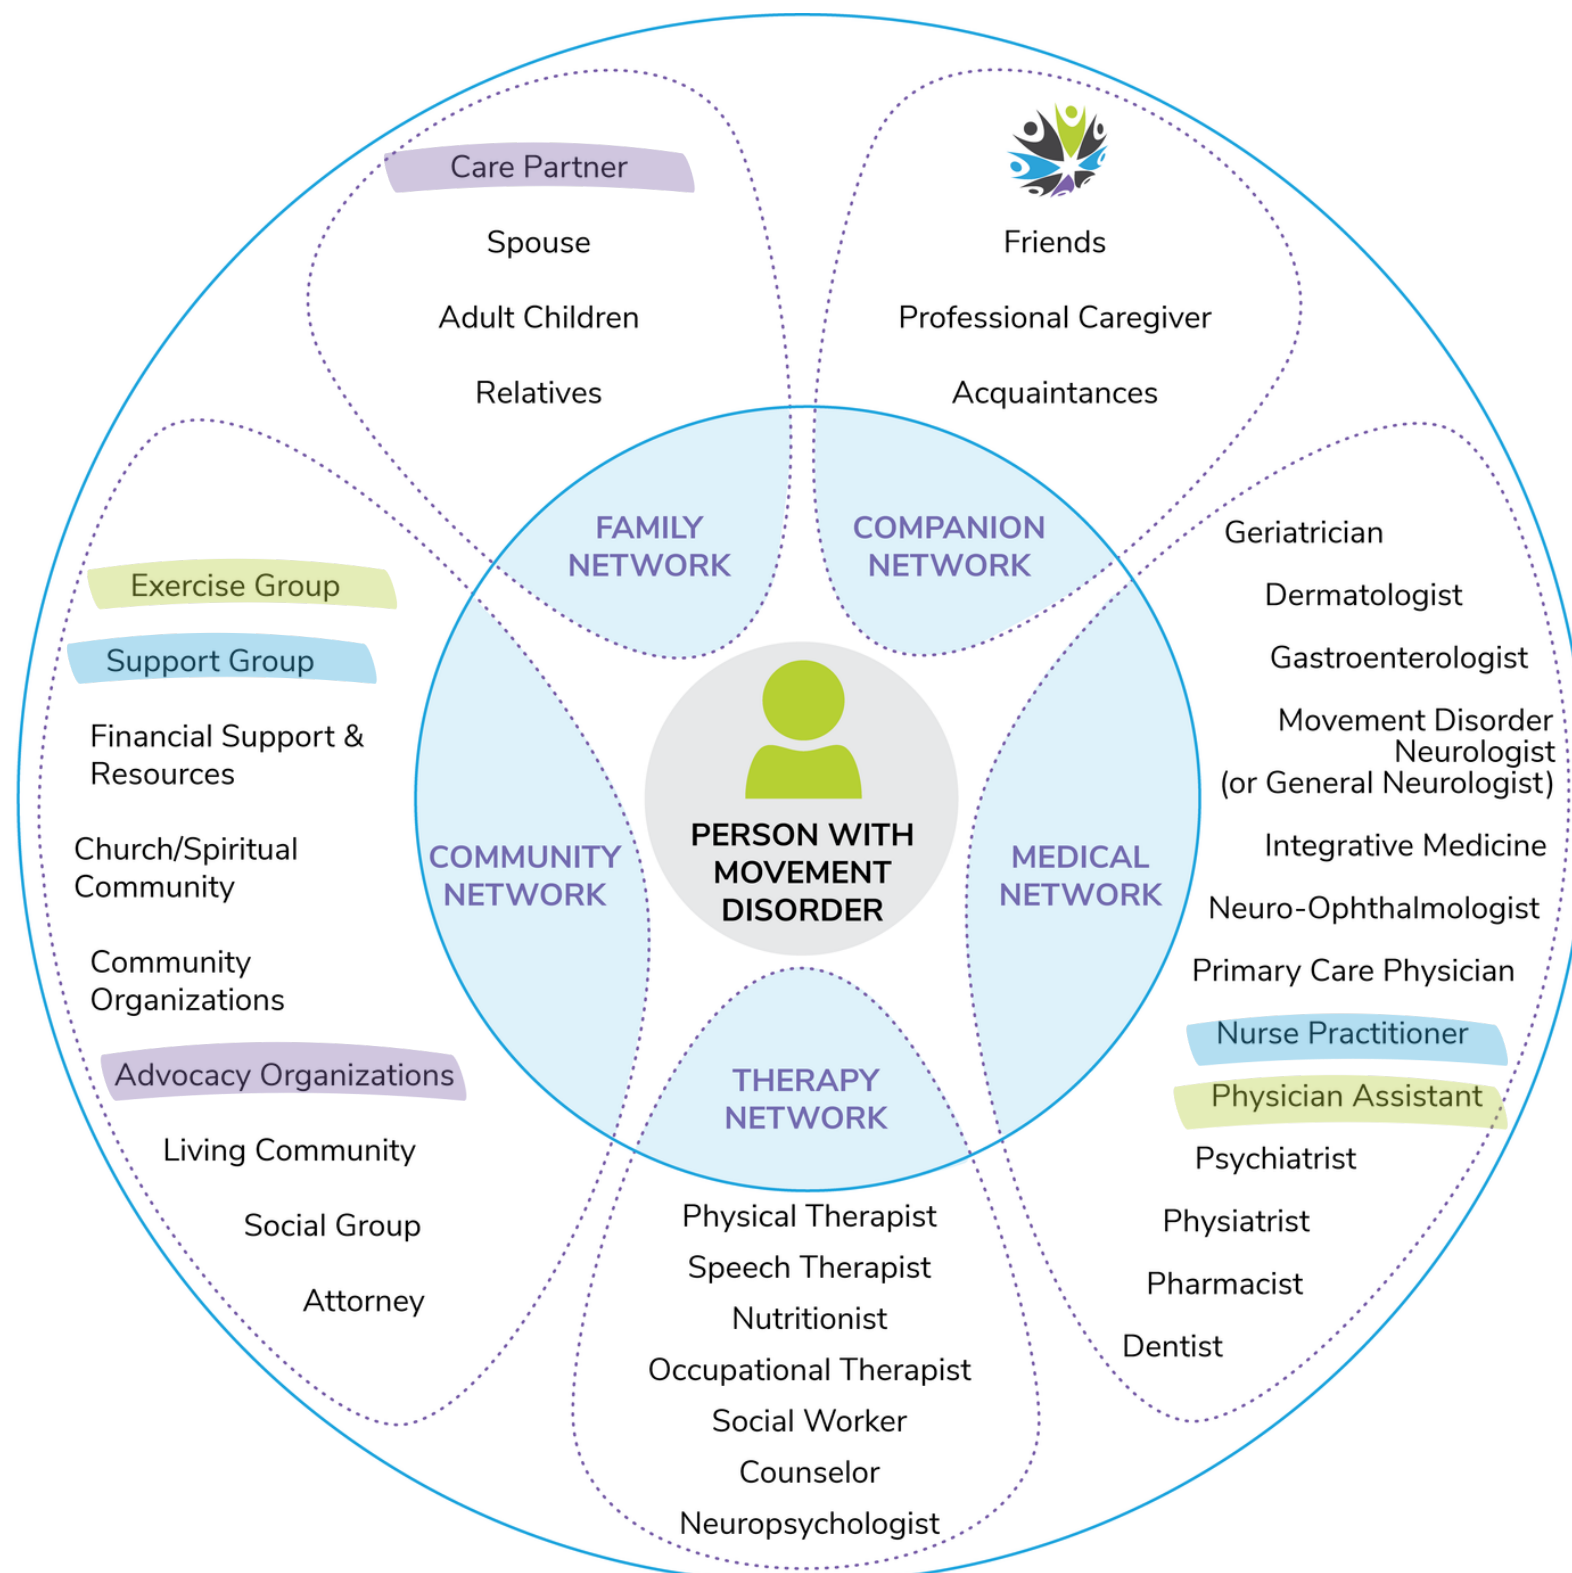 Care Partner
Spouse
Adult Children
Relatives
Friends
Professional Caregiver
Acquaintances
FAMILY
NETWORK
COMPANION
NETWORK
Exercise Group
Support Group
Financial Support &
Resources
Church/Spiritual
Community
Community
Organizations
Advocacy Organizations
Living Community
Social Group
Attorney
COMMUNITY
NETWORK
PERSON WITH
MOVEMENT
DISORDER
MEDICAL
NETWORK
Geriatrician
Dermatologist
Gastroenterologist
Movement Disorder
Neurologist
(or General Neurologist)
Integrative Medicine
Neuro-Ophthalmologist
Primary Care Physician
Nurse Practitioner
Physician Assistant
Psychiatrist
Physiatrist
Pharmacist
Dentist
THERAPY
NETWORK
Physical Therapist
Speech Therapist
Nutritionist
Occupational Therapist
Social Worker
Counselor
Neuropsychologist